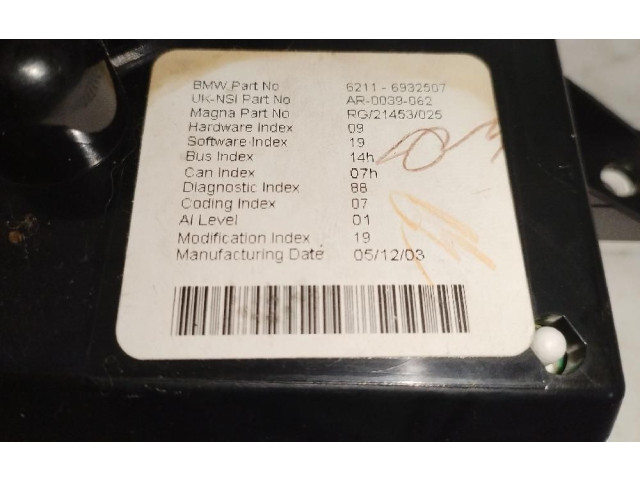 BMW Part No 6211 - 6932507
UK-NSI Part No AR-0039-062
Magna Part No RG/21453/025
Hardware Index 09
Software Index 19
Bus Index 14h
Can Index 07h
Diagnostic Index 88
Coding Index 07
AI Level 01
Modification Index 19
Manufacturing Date 05/12/03